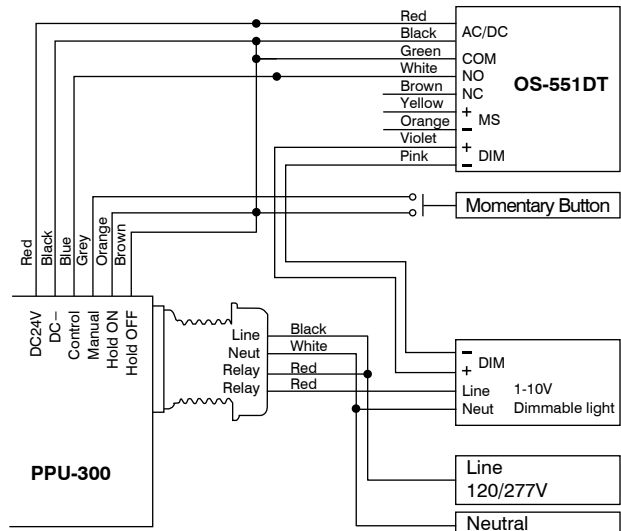 Red
Black
Green
White
Brown
Yellow
Orange
Violet
Pink
AC/DC
COM
NO
NC
+
− MS
+
− DIM
OS-551DT
Momentary Button
Red
Black
Blue
Grey
Orange
Brown
DC24V
DC −
Control
Manual
Hold ON
Hold OFF
PPU-300
Line
Neut
Relay
Relay
Black
White
Red
Red
− DIM
+
Line 1-10V
Neut Dimmable light
Line
120/277V
Neutral